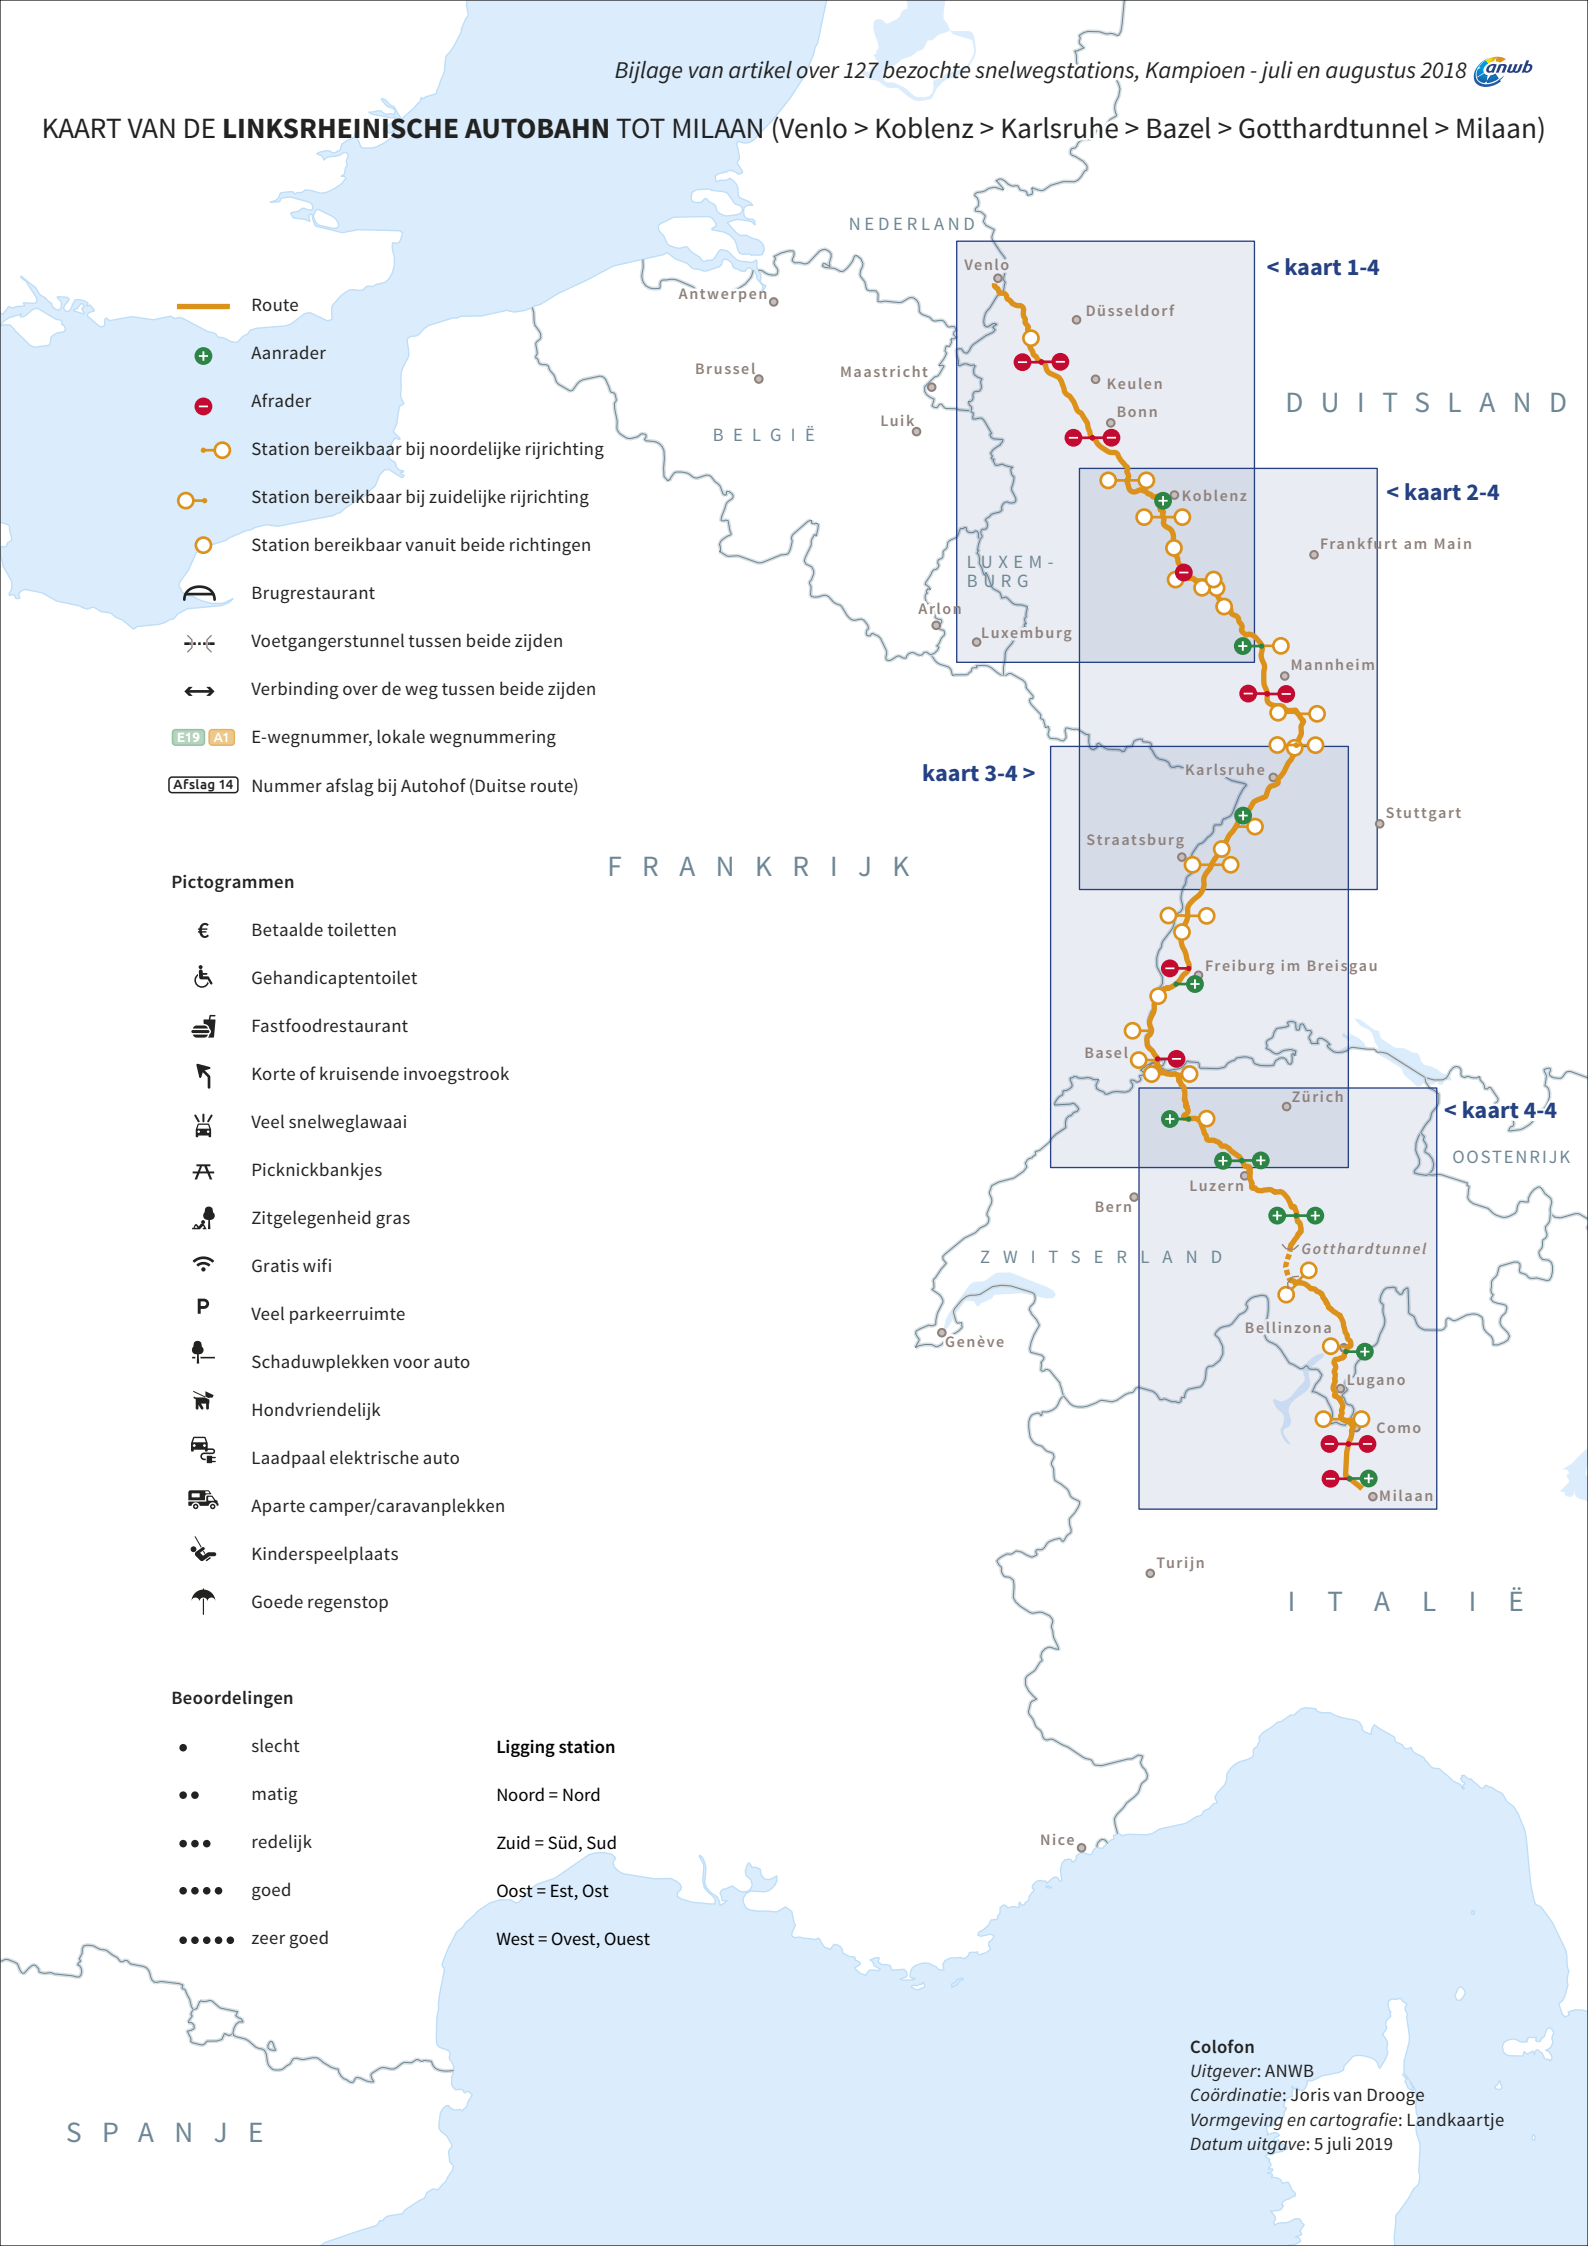 Bijlage van artikel over 127 bezochte snelwegstations, Kampioen - juli en augustus 2018
anwb
KAART VAN DE LINKSRHEINISCHE AUTOBAHN TOT MILAAN (Venlo > Koblenz > Karlsruhe > Bazel > Gotthardtunnel > Milaan)
NEDERLAND
Venlo
< kaart 1-4
Antwerpen
Düsseldorf
Brussel
Maastricht
Keulen
DUITSLAND
Bonn
Luik
BELGIË
Koblenz
< kaart 2-4
Frankfurt am Main
LUXEM-
BURG
Arlon
Luxemburg
Mannheim
kaart 3-4 >
Karlsruhe
Stuttgart
Straatsburg
FRANKRIJK
Freiburg im Breisgau
Basel
Zürich
< kaart 4-4
OOSTENRIJK
Luzern
Bern
ZWITSERLAND
Gotthardtunnel
Bellinzona
Genève
Lugano
Como
Milaan
Turijn
ITALIË
Nice
SPANJE
Route
Aanrader
Afrader
Station bereikbaar bij noordelijke rijrichting
Station bereikbaar bij zuidelijke rijrichting
Station bereikbaar vanuit beide richtingen
Brugrestaurant
Voetgangerstunnel tussen beide zijden
Verbinding over de weg tussen beide zijden
E19 A1 E-wegnummer, lokale wegnummering
Afslag 14 Nummer afslag bij Autohof (Duitse route)
Pictogrammen
€ Betaalde toiletten
Gehandicaptentoilet
Fastfoodrestaurant
Korte of kruisende invoegstrook
Veel snelweglawaai
Picknickbankjes
Zitgelegenheid gras
Gratis wifi
P Veel parkeerruimte
Schaduwplekken voor auto
Hondvriendelijk
Laadpaal elektrische auto
Aparte camper/caravanplekken
Kinderspeelplaats
Goede regenstop
Beoordelingen
slecht
matig
redelijk
goed
zeer goed
Ligging station
Noord = Nord
Zuid = Süd, Sud
Oost = Est, Ost
West = Ovest, Ouest
Colofon
Uitgever: ANWB
Coördinatie: Joris van Drooge
Vormgeving en cartografie: Landkaartje
Datum uitgave: 5 juli 2019